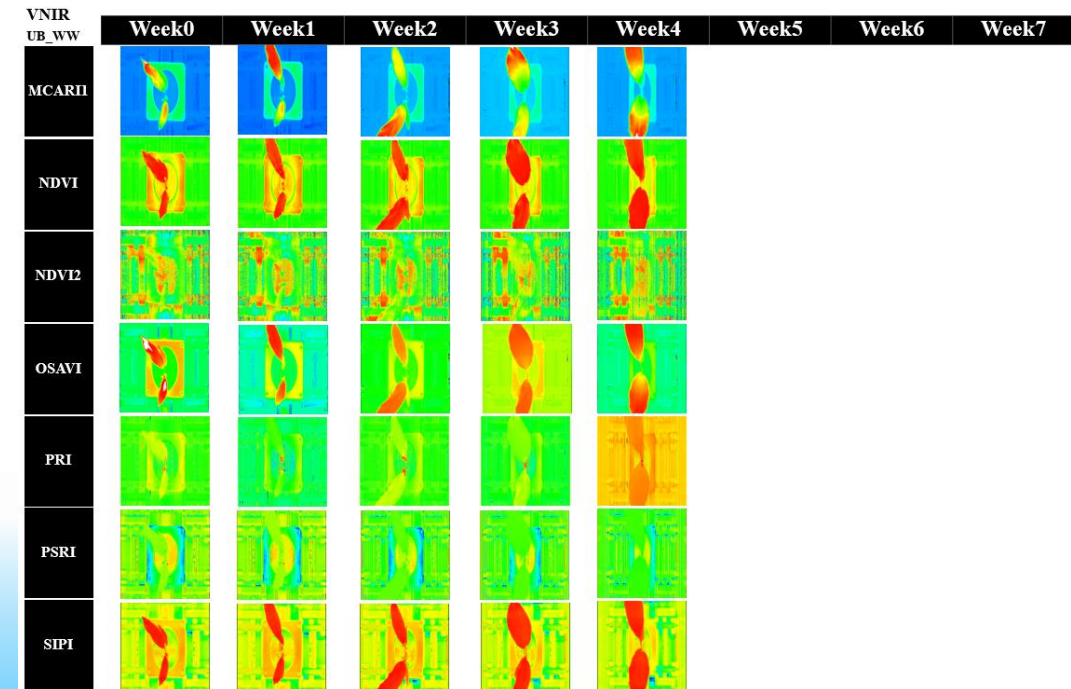 VNIR
UB_WW
Week0 Week1 Week2 Week3 Week4 Week5 Week6 Week7
MCARI1
NDVI
NDVI2
OSAVI
PRI
PSRI
SIPI